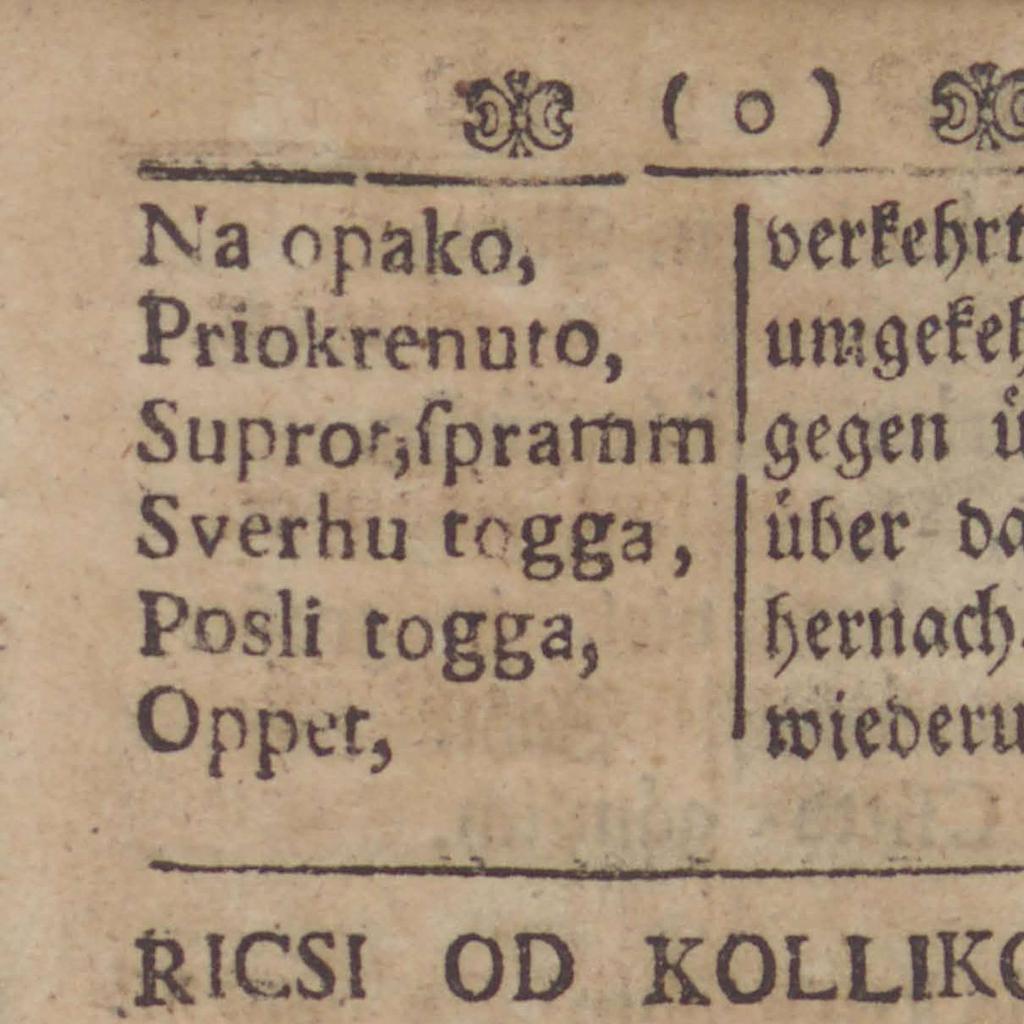 ( o )
Na opako, verkehrt
Priokrenuto, umgekeh
Suprot,ſpramm gegen ü
Sverhu togga, über da
Posli togga, hernach.
Oppet, wiederu
RICSI OD KOLLIKO